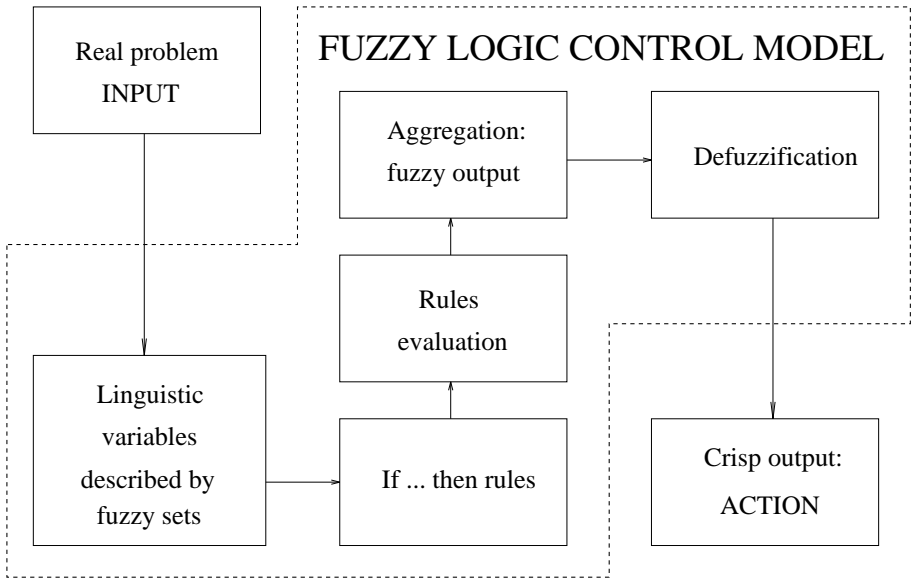 Real problem
INPUT
FUZZY LOGIC CONTROL MODEL
Linguistic
variables
described by
fuzzy sets
If ... then rules
Rules
evaluation
Aggregation:
fuzzy output
Defuzzification
Crisp output:
ACTION